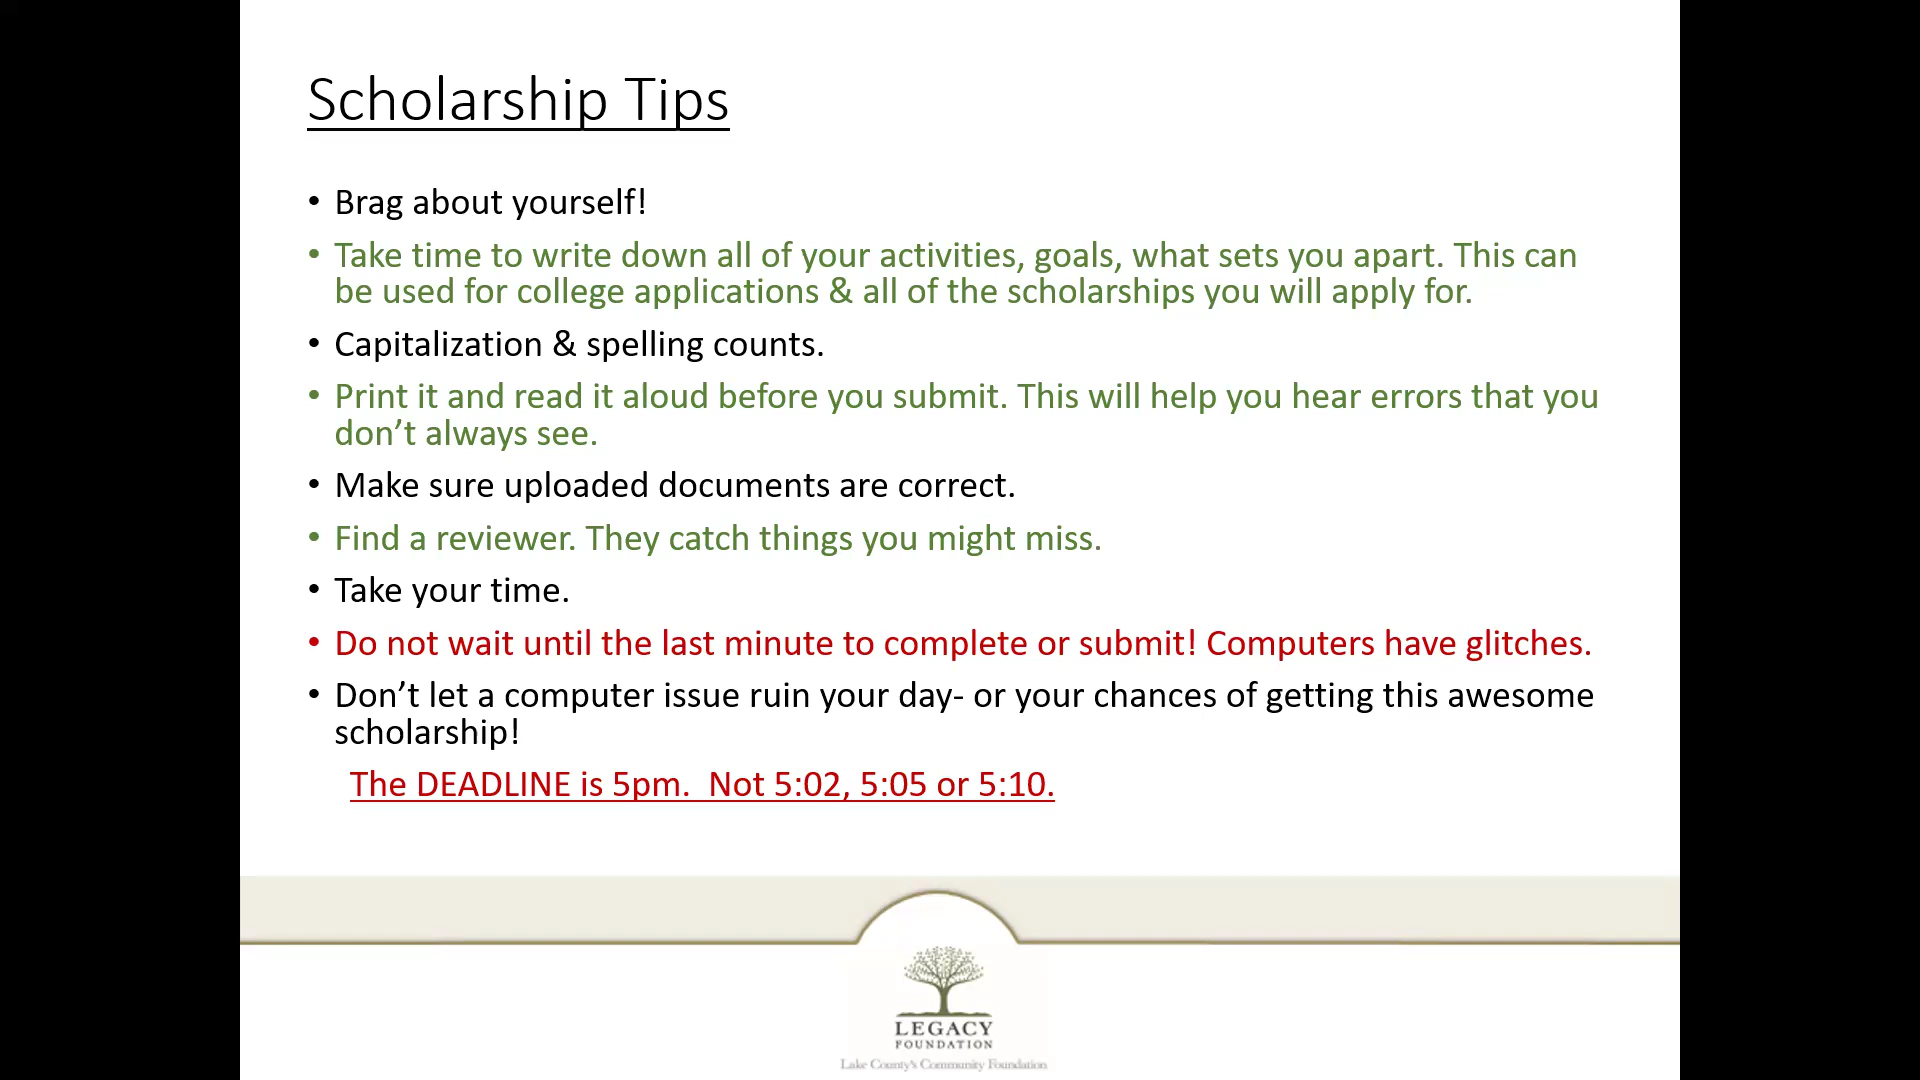 Scholarship Tips
• Brag about yourself!
• Take time to write down all of your activities, goals, what sets you apart. This can
be used for college applications & all of the scholarships you will apply for.
• Capitalization & spelling counts.
• Print it and read it aloud before you submit. This will help you hear errors that you
don’t always see.
• Make sure uploaded documents are correct.
• Find a reviewer. They catch things you might miss.
• Take your time.
• Do not wait until the last minute to complete or submit! Computers have glitches.
• Don’t let a computer issue ruin your day- or your chances of getting this awesome
scholarship!
The DEADLINE is 5pm.  Not 5:02, 5:05 or 5:10.
LEGACY
FOUNDATION
Lake County's Community Foundation